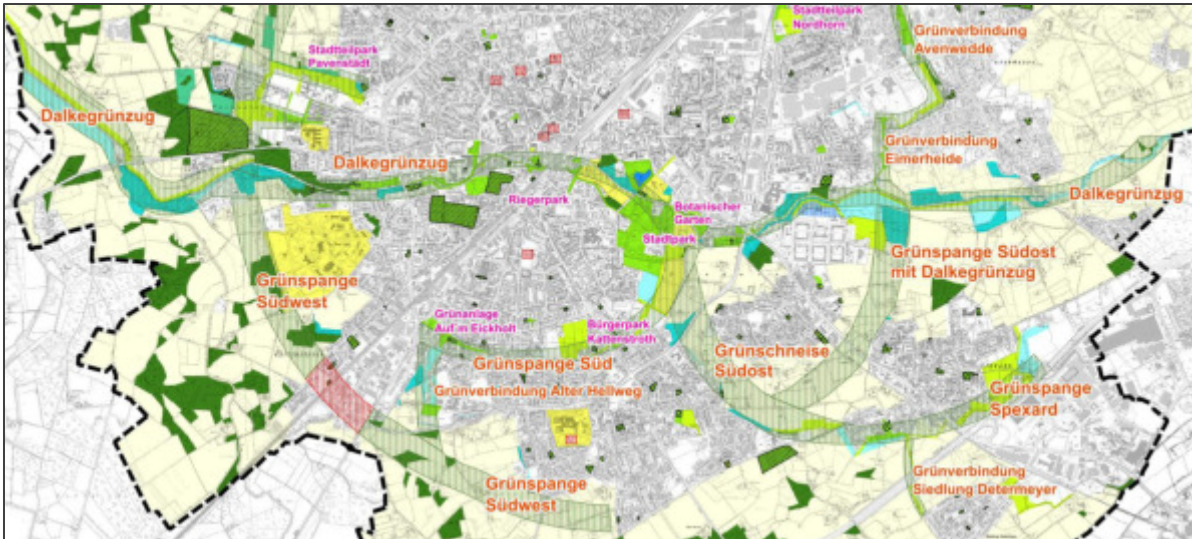 Stadtteilpark
Nordhorn
Grünverbindung
Avenwedde
Stadtteilpark
Pavenstädt
Dalkegrünzug
Dalkegrünzug
Grünverbindung
Eimerheide
Riegerpark
Botanischer
Garten
Stadtpark
Dalkegrünzug
Grünspange Südost
mit Dalkegrünzug
Grünspange
Südwest
Grünanlage
Auf'm Eickholt
Bürgerpark
Kattenstroth
Grünspange Süd
Grünschneise
Südost
Grünverbindung Alter Hellweg
Grünspange
Spexard
Grünspange
Südwest
Grünverbindung
Siedlung Determeyer